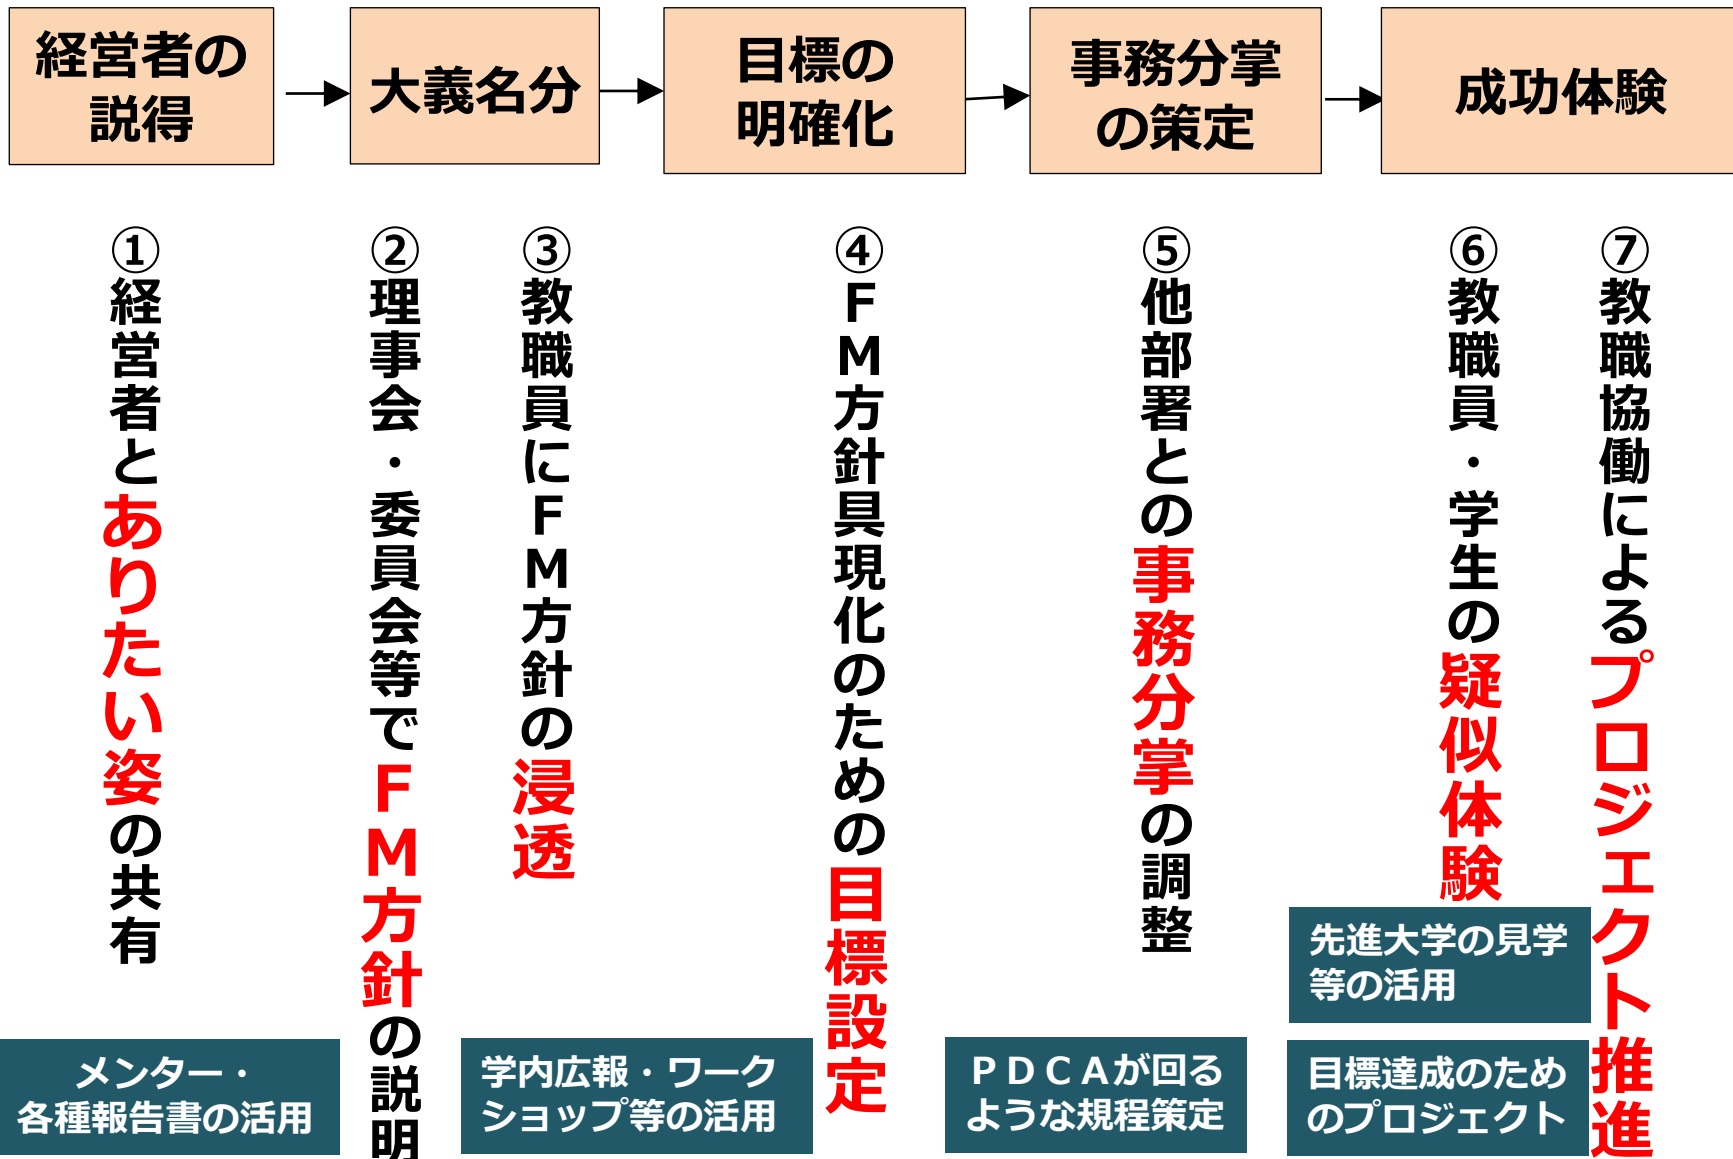 経営者の
説得
大義名分
目標の
明確化
事務分掌
の策定
成功体験
①経営者とありたい姿の共有
②理事会・委員会等でＦＭ方針の説明
③教職員にＦＭ方針の浸透
④ＦＭ方針具現化のための目標設定
⑤他部署との事務分掌の調整
⑥教職員・学生の疑似体験
⑦教職協働によるプロジェクト推進
メンター・
各種報告書の活用
学内広報・ワーク
ショップ等の活用
ＰＤＣＡが回る
ような規程策定
先進大学の見学
等の活用
目標達成のため
のプロジェクト